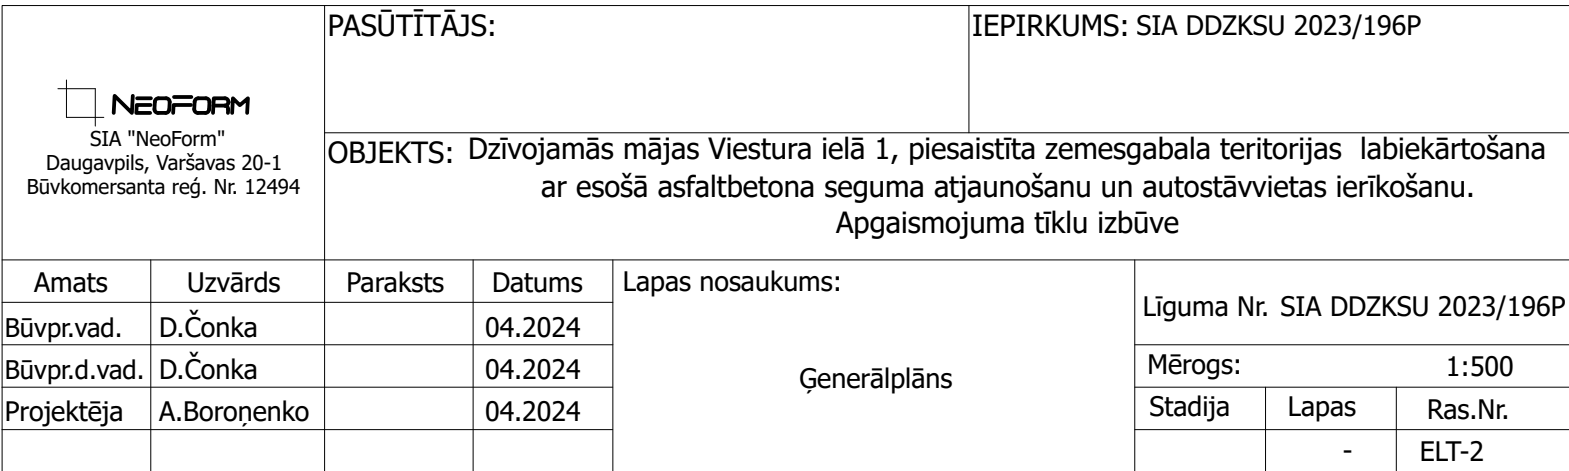 PASŪTĪTĀJS:
IEPIRKUMS: SIA DDZKSU 2023/196P
NEOFORM
SIA "NeoForm"
Daugavpils, Varšavas 20-1
Būvkomersanta reģ. Nr. 12494
OBJEKTS: Dzīvojamās mājas Viestura ielā 1, piesaistīta zemesgabala teritorijas labiekārtošana
ar esošā asfaltbetona seguma atjaunošanu un autostāvvietas ierīkošanu.
Apgaismojuma tīklu izbūve
Amats Uzvārds Paraksts Datums
Būvpr.vad. D.Čonka 04.2024
Būvpr.d.vad. D.Čonka 04.2024
Projektēja A.Boroņenko 04.2024
Lapas nosaukums:
Ģenerālplāns
Līguma Nr. SIA DDZKSU 2023/196P
Mērogs: 1:500
Stadija Lapas Ras.Nr.
- ELT-2